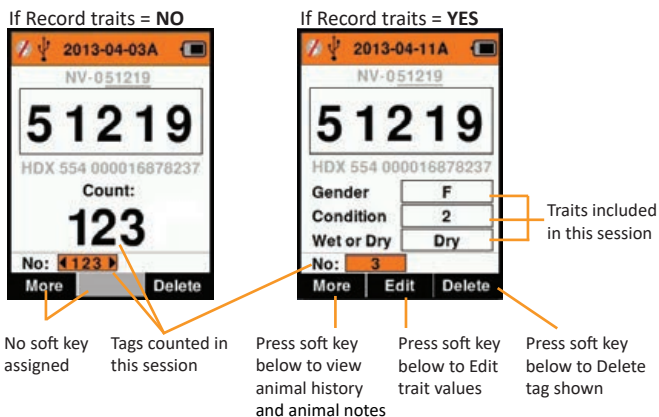 If Record traits = NO
2013-04-03A
NV-051219
51219
HDX 554 000016878237
Count:
123
No: 123
More Delete
No soft key
assigned
Tags counted in
this session
If Record traits = YES
2013-04-11A
NV-051219
51219
HDX 554 000016878237
Gender F
Condition 2
Wet or Dry Dry
No: 3
More Edit Delete
Traits included
in this session
Press soft key
below to view
animal history
and animal notes
Press soft key
below to Edit
trait values
Press soft key
below to Delete
tag shown